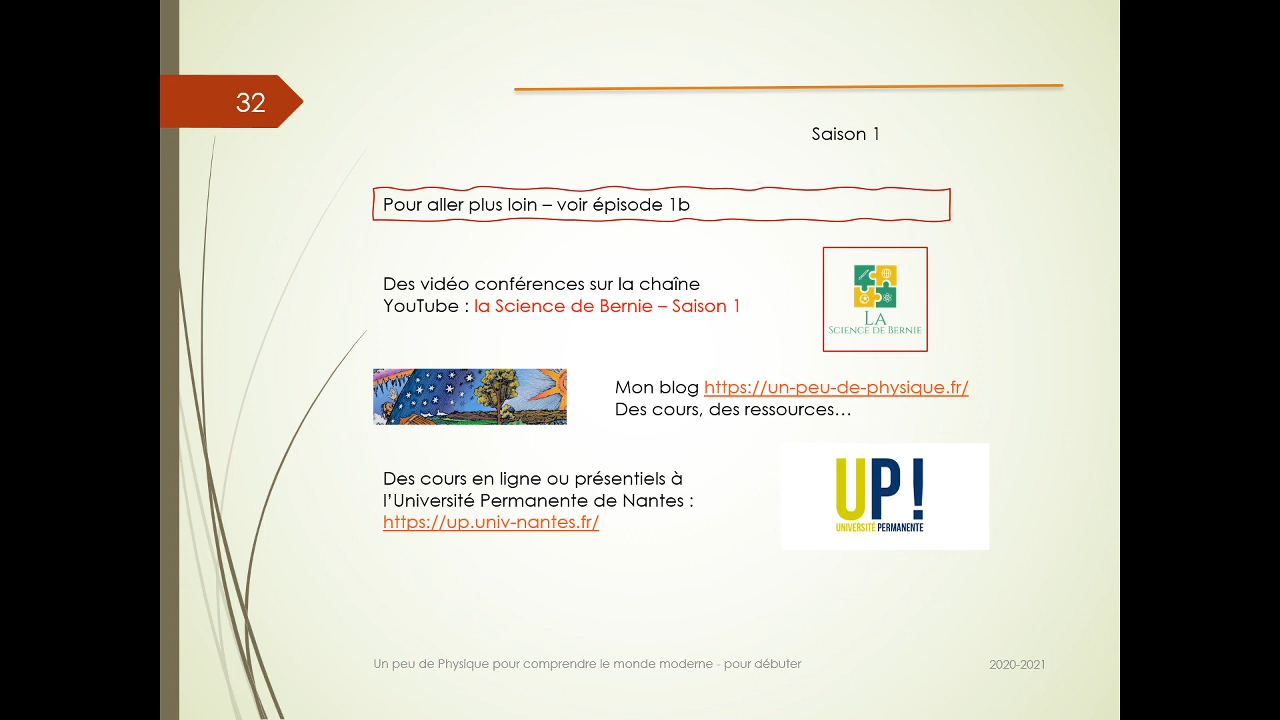 32
Saison 1
Pour aller plus loin – voir épisode 1b
Des vidéo conférences sur la chaîne
YouTube : la Science de Bernie – Saison 1
LA
SCIENCE DE BERNIE
Mon blog https://un-peu-de-physique.fr/
Des cours, des ressources…
Des cours en ligne ou présentiels à
l'Université Permanente de Nantes :
https://up.univ-nantes.fr/
UP!
UNIVERSITÉ PERMANENTE
Un peu de Physique pour comprendre le monde moderne - pour débuter
2020-2021